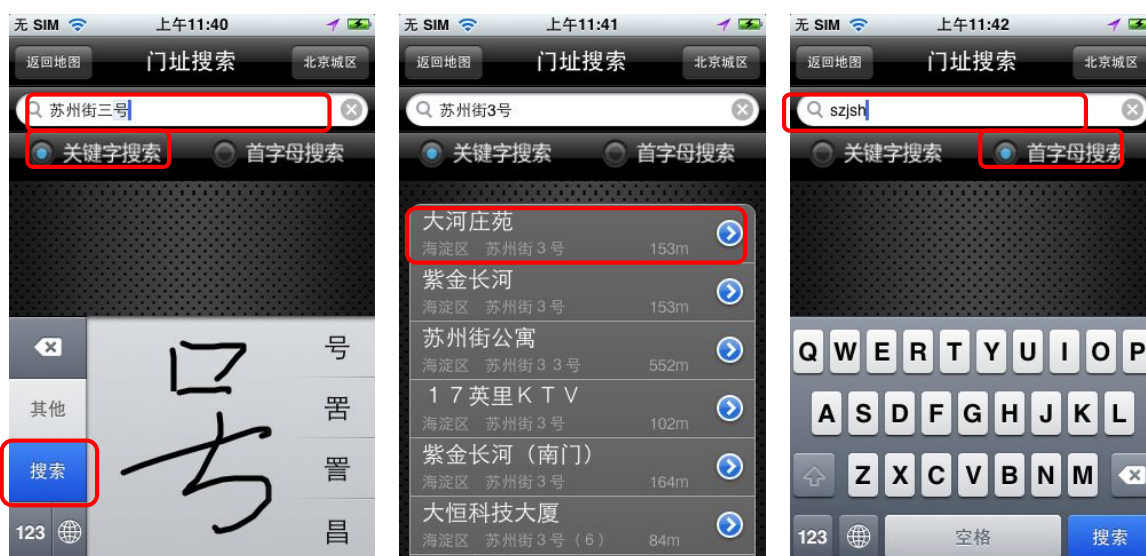 无 SIM 上午11:40
返回地图 门址搜索 北京城区
苏州街三号
关键字搜索 首字母搜索
号
其他 罟
搜索 詈
123 昌
无 SIM 上午11:41
返回地图 门址搜索 北京城区
苏州街3号
关键字搜索 首字母搜索
大河庄苑
海淀区 苏州街3号 153m
紫金长河
海淀区 苏州街3号 153m
苏州街公寓
海淀区 苏州街33号 552m
17英里KTV
海淀区 苏州街3号 102m
紫金长河(南门)
海淀区 苏州街3号 164m
大恒科技大厦
海淀区 苏州街3号(6) 84m
无 SIM 上午11:42
返回地图 门址搜索 北京城区
szjsh
关键字搜索 首字母搜索
Q W E R T Y U I O P
A S D F G H J K L
Z X C V B N M
123 空格 搜索